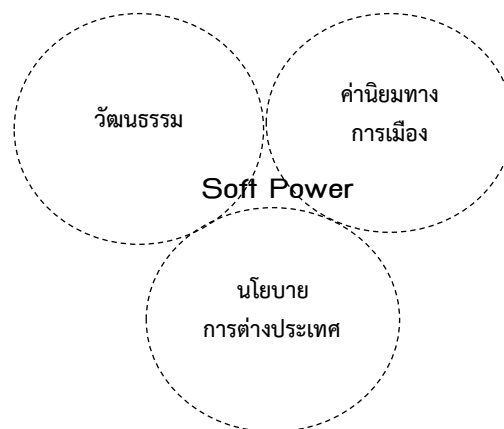 วัฒนธรรม
ค่านิยมทาง
การเมือง
Soft Power
นโยบาย
การต่างประเทศ